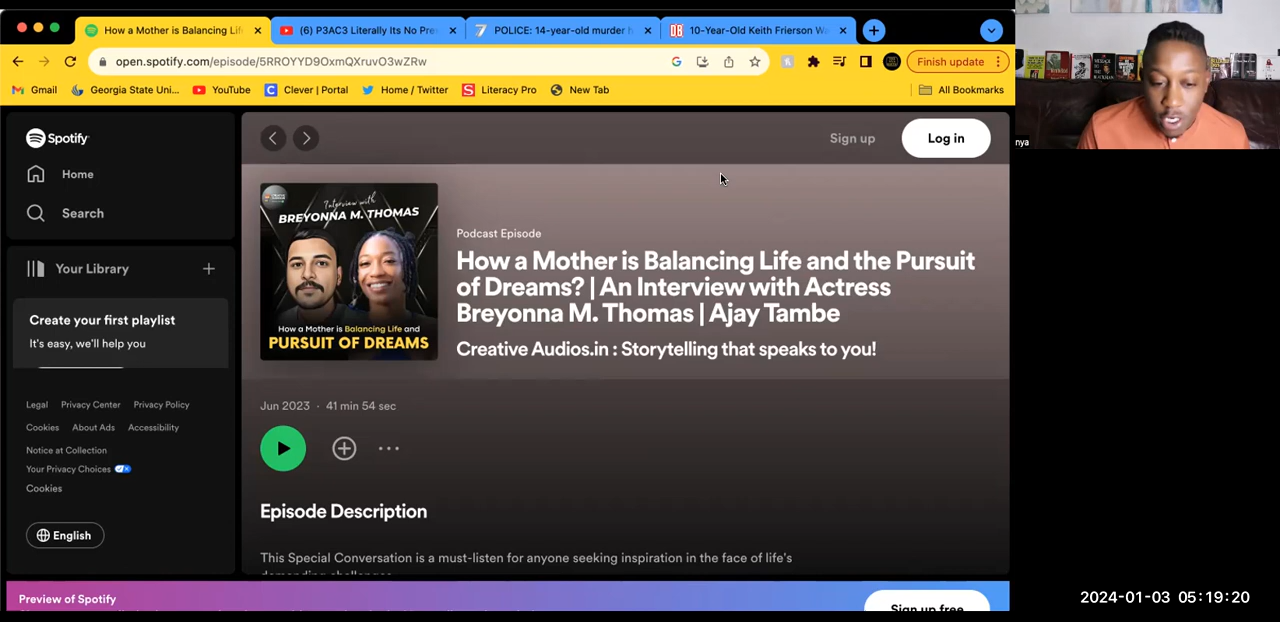 How a Mother is Balancing Lif
(6) P3AC3 Literally Its No Pre
POLICE: 14-year-old murder
10-Year-Old Keith Frierson Wa
open.spotify.com/episode/5RROYYD9OxmQXruvO3wZRw
Finish update
Gmail
Georgia State Uni...
YouTube
Clever | Portal
Home / Twitter
Literacy Pro
New Tab
All Bookmarks
Spotify
Home
Search
Your Library
Create your first playlist
It's easy, we'll help you
Legal Privacy Center Privacy Policy
Cookies About Ads Accessibility
Notice at Collection
Your Privacy Choices
Cookies
English
Sign up
Log in
Interview with
BREYONNA M. THOMAS
How a Mother is Balancing Life and
PURSUIT OF DREAMS
Podcast Episode
How a Mother is Balancing Life and the Pursuit
of Dreams? | An Interview with Actress
Breyonna M. Thomas | Ajay Tambe
Creative Audios.in : Storytelling that speaks to you!
Jun 2023 · 41 min 54 sec
Episode Description
This Special Conversation is a must-listen for anyone seeking inspiration in the face of life's
demanding challenges
Preview of Spotify
Sign up free
nya
2024-01-03 05:19:20